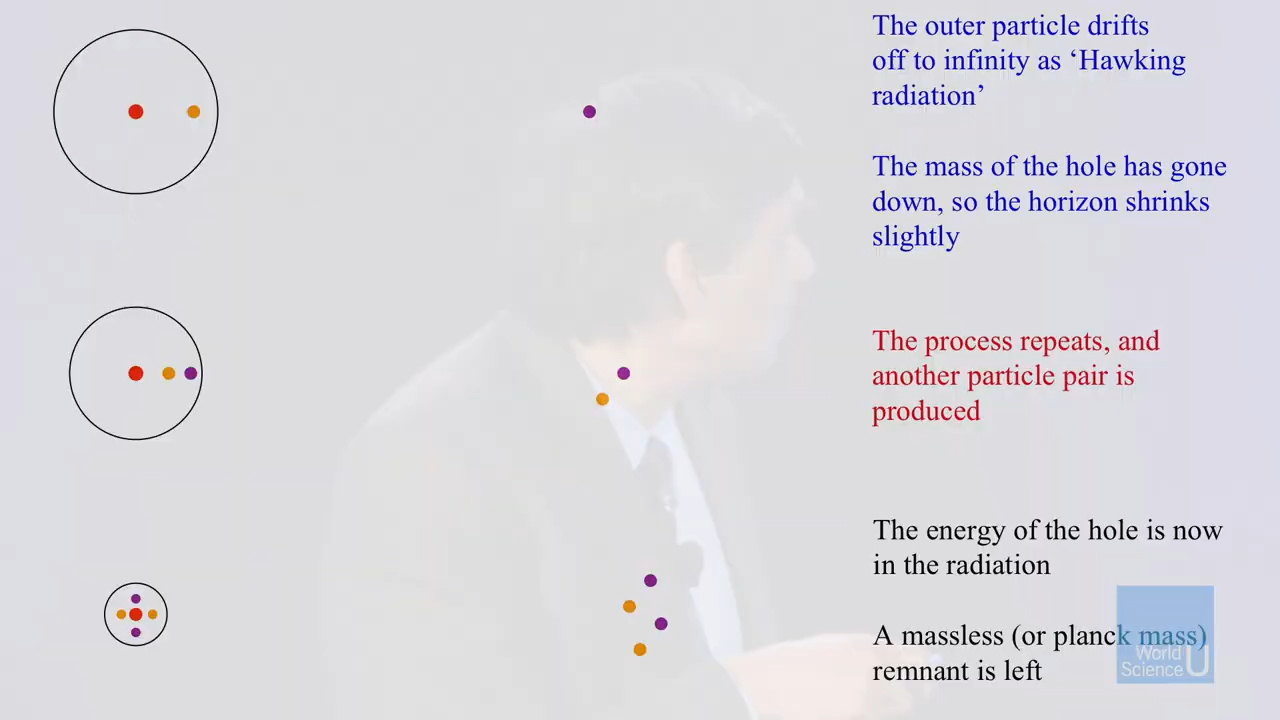 The outer particle drifts
off to infinity as ‘Hawking
radiation’
The mass of the hole has gone
down, so the horizon shrinks
slightly
The process repeats, and
another particle pair is
produced
The energy of the hole is now
in the radiation
A massless (or planck mass)
remnant is left
World
Science U